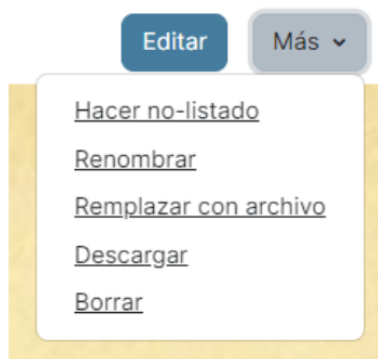 Editar Más
Hacer no-listado
Renombrar
Remplazar con archivo
Descargar
Borrar